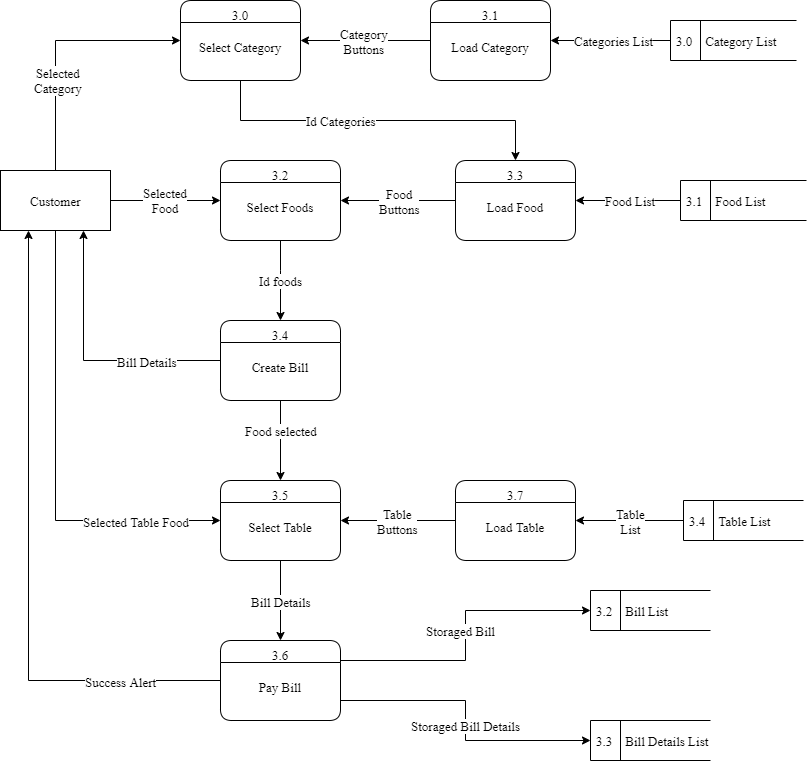 3.0
Select Category
Category
Buttons
3.1
Load Category
Categories List
3.0
Category List
Selected
Category
Id Categories
Customer
Selected
Food
3.2
Select Foods
Food
Buttons
3.3
Load Food
Food List
3.1
Food List
Id foods
3.4
Create Bill
Bill Details
Food selected
Selected Table Food
3.5
Select Table
Table
Buttons
3.7
Load Table
Table
List
3.4
Table List
Bill Details
3.6
Pay Bill
Success Alert
Storaged Bill
3.2
Bill List
Storaged Bill Details
3.3
Bill Details List